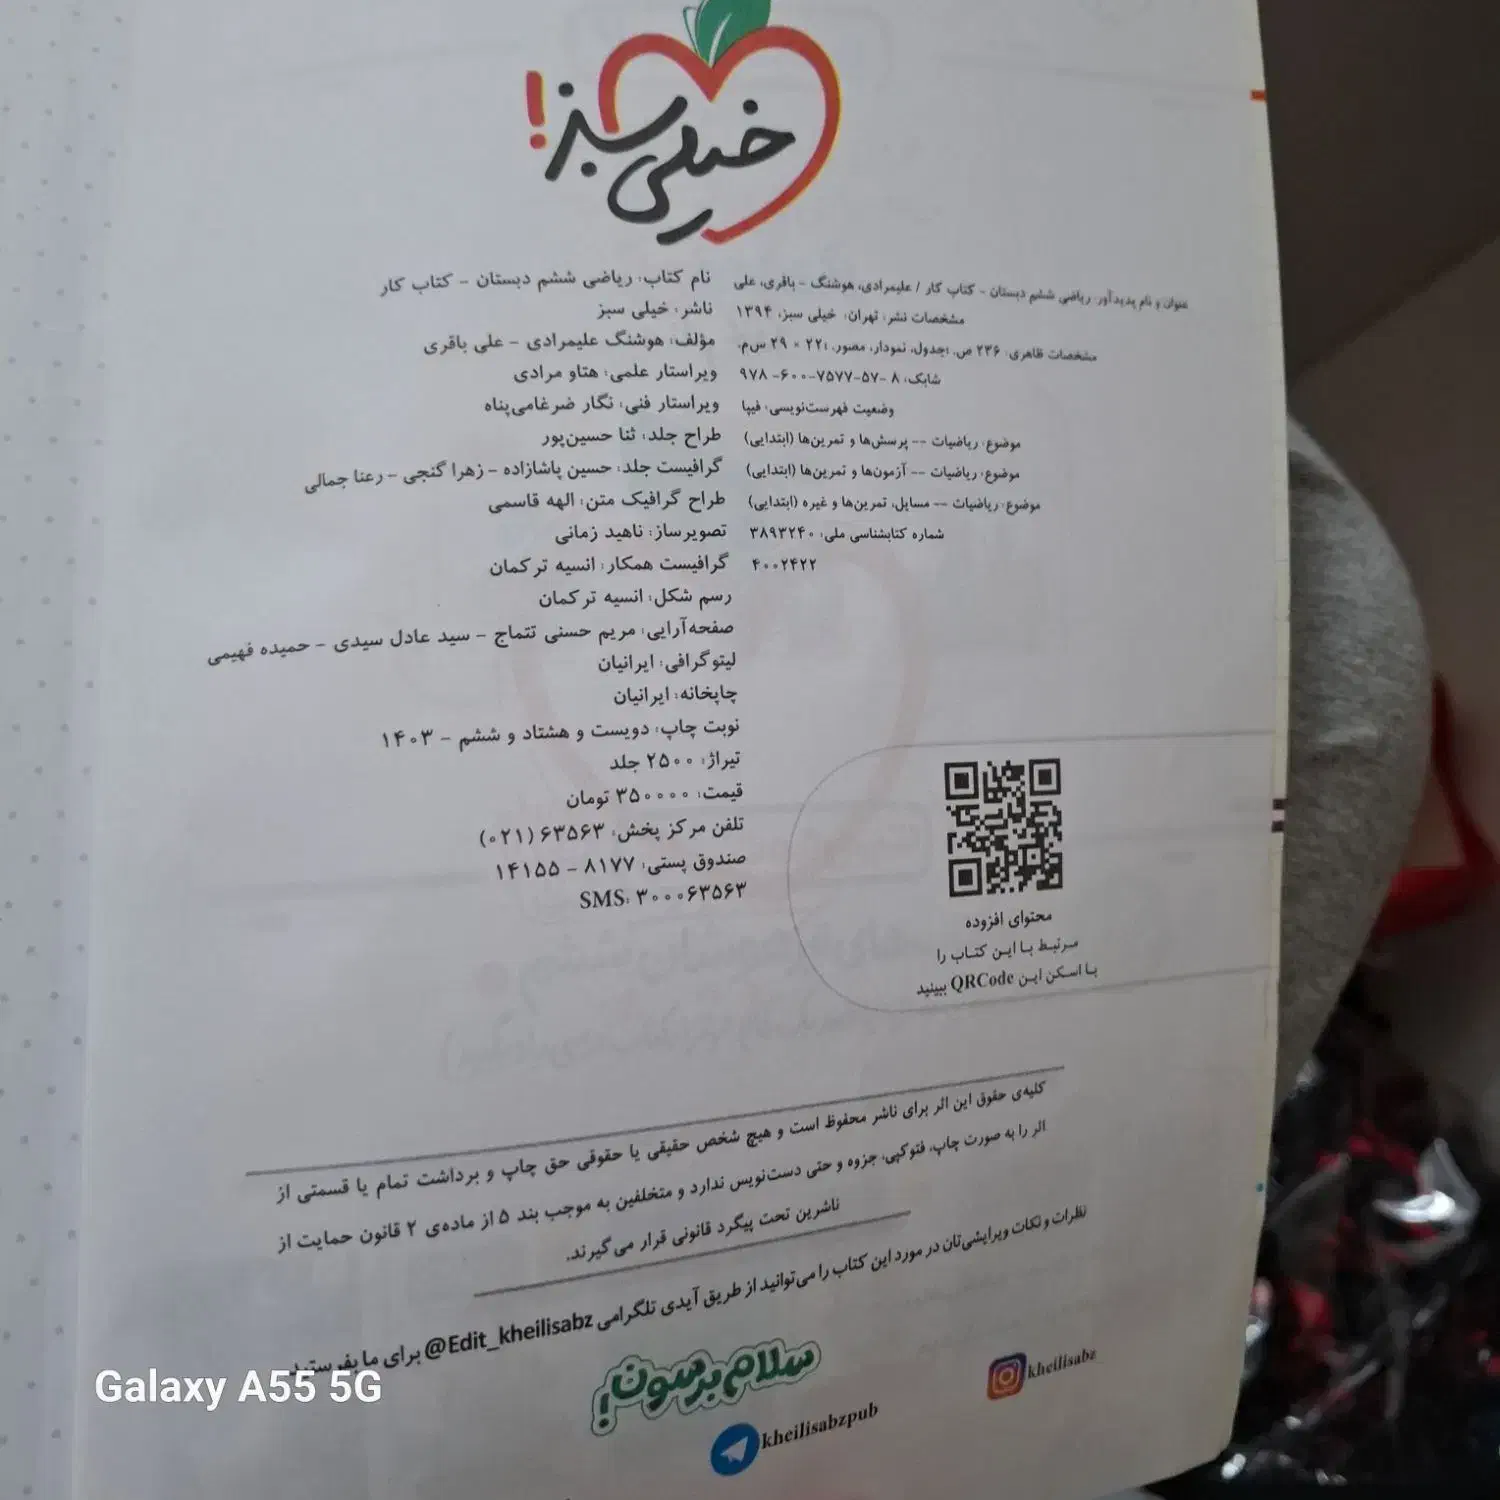 خیلی سبز!
عنوان و نام پدیدآور: ریاضی ششم دبستان - کتاب کار / علیمرادی، هوشنگ - باقری، علی
مشخصات نشر: تهران: خیلی سبز، ۱۳۹۴
مشخصات ظاهری: ۲۳۶ ص.: جدول، نمودار، مصور، ؛ ۲۲ × ۲۹ س‌م.
شابک: ۸ -۵۷-۷۵۷۷-۶۰۰- ۹۷۸
وضعیت فهرست‌نویسی: فیپا
موضوع: ریاضیات -- پرسش‌ها و تمرین‌ها (ابتدایی)
موضوع: ریاضیات -- آزمون‌ها و تمرین‌ها (ابتدایی)
موضوع: ریاضیات -- مسایل، تمرین‌ها و غیره (ابتدایی)
شماره کتابشناسی ملی: ۳۸۹۳۲۴۰
۴۰۰۲۴۲۲
نام کتاب: ریاضی ششم دبستان - کتاب کار
ناشر: خیلی سبز
مؤلف: هوشنگ علیمرادی - علی باقری
ویراستار علمی: هتاو مرادی
ویراستار فنی: نگار ضرغامی‌پناه
طراح جلد: ثنا حسین‌پور
گرافیست جلد: حسین پاشازاده - زهرا گنجی - رعنا جمالی
طراح گرافیک متن: الهه قاسمی
تصویرساز: ناهید زمانی
گرافیست همکار: انسیه ترکمان
رسم شکل: انسیه ترکمان
صفحه‌آرایی: مریم حسنی تتماج - سید عادل سیدی - حمیده فهیمی
لیتوگرافی: ایرانیان
چاپخانه: ایرانیان
نوبت چاپ: دویست و هشتاد و ششم - ۱۴۰۳
تیراژ: ۲۵۰۰ جلد
قیمت: ۳۵۰۰۰۰ تومان
تلفن مرکز پخش: ۶۳۵۶۳ (۰۲۱)
صندوق پستی: ۸۱۷۷ - ۱۴۱۵۵
SMS: ۳۰۰۰۶۳۵۶۳
محتوای افزوده
مرتبط با این کتاب را
با اسکن این QRCode ببینید
کلیه‌ی حقوق این اثر برای ناشر محفوظ است و هیچ شخص حقیقی یا حقوقی حق چاپ و برداشت تمام یا قسمتی از
اثر را به صورت چاپ، فتوکپی، جزوه و حتی دست‌نویس ندارد و متخلفین به موجب بند ۵ از ماده‌ی ۲ قانون حمایت از
ناشرین تحت پیگرد قانونی قرار می‌گیرند.
نظرات و نکات ویرایشی‌تان در مورد این کتاب را می‌توانید از طریق آیدی تلگرامی @Edit_kheilisabz برای ما بفرستید
سلام برسون!
kheilisabz
kheilisabzpub
Galaxy A55 5G